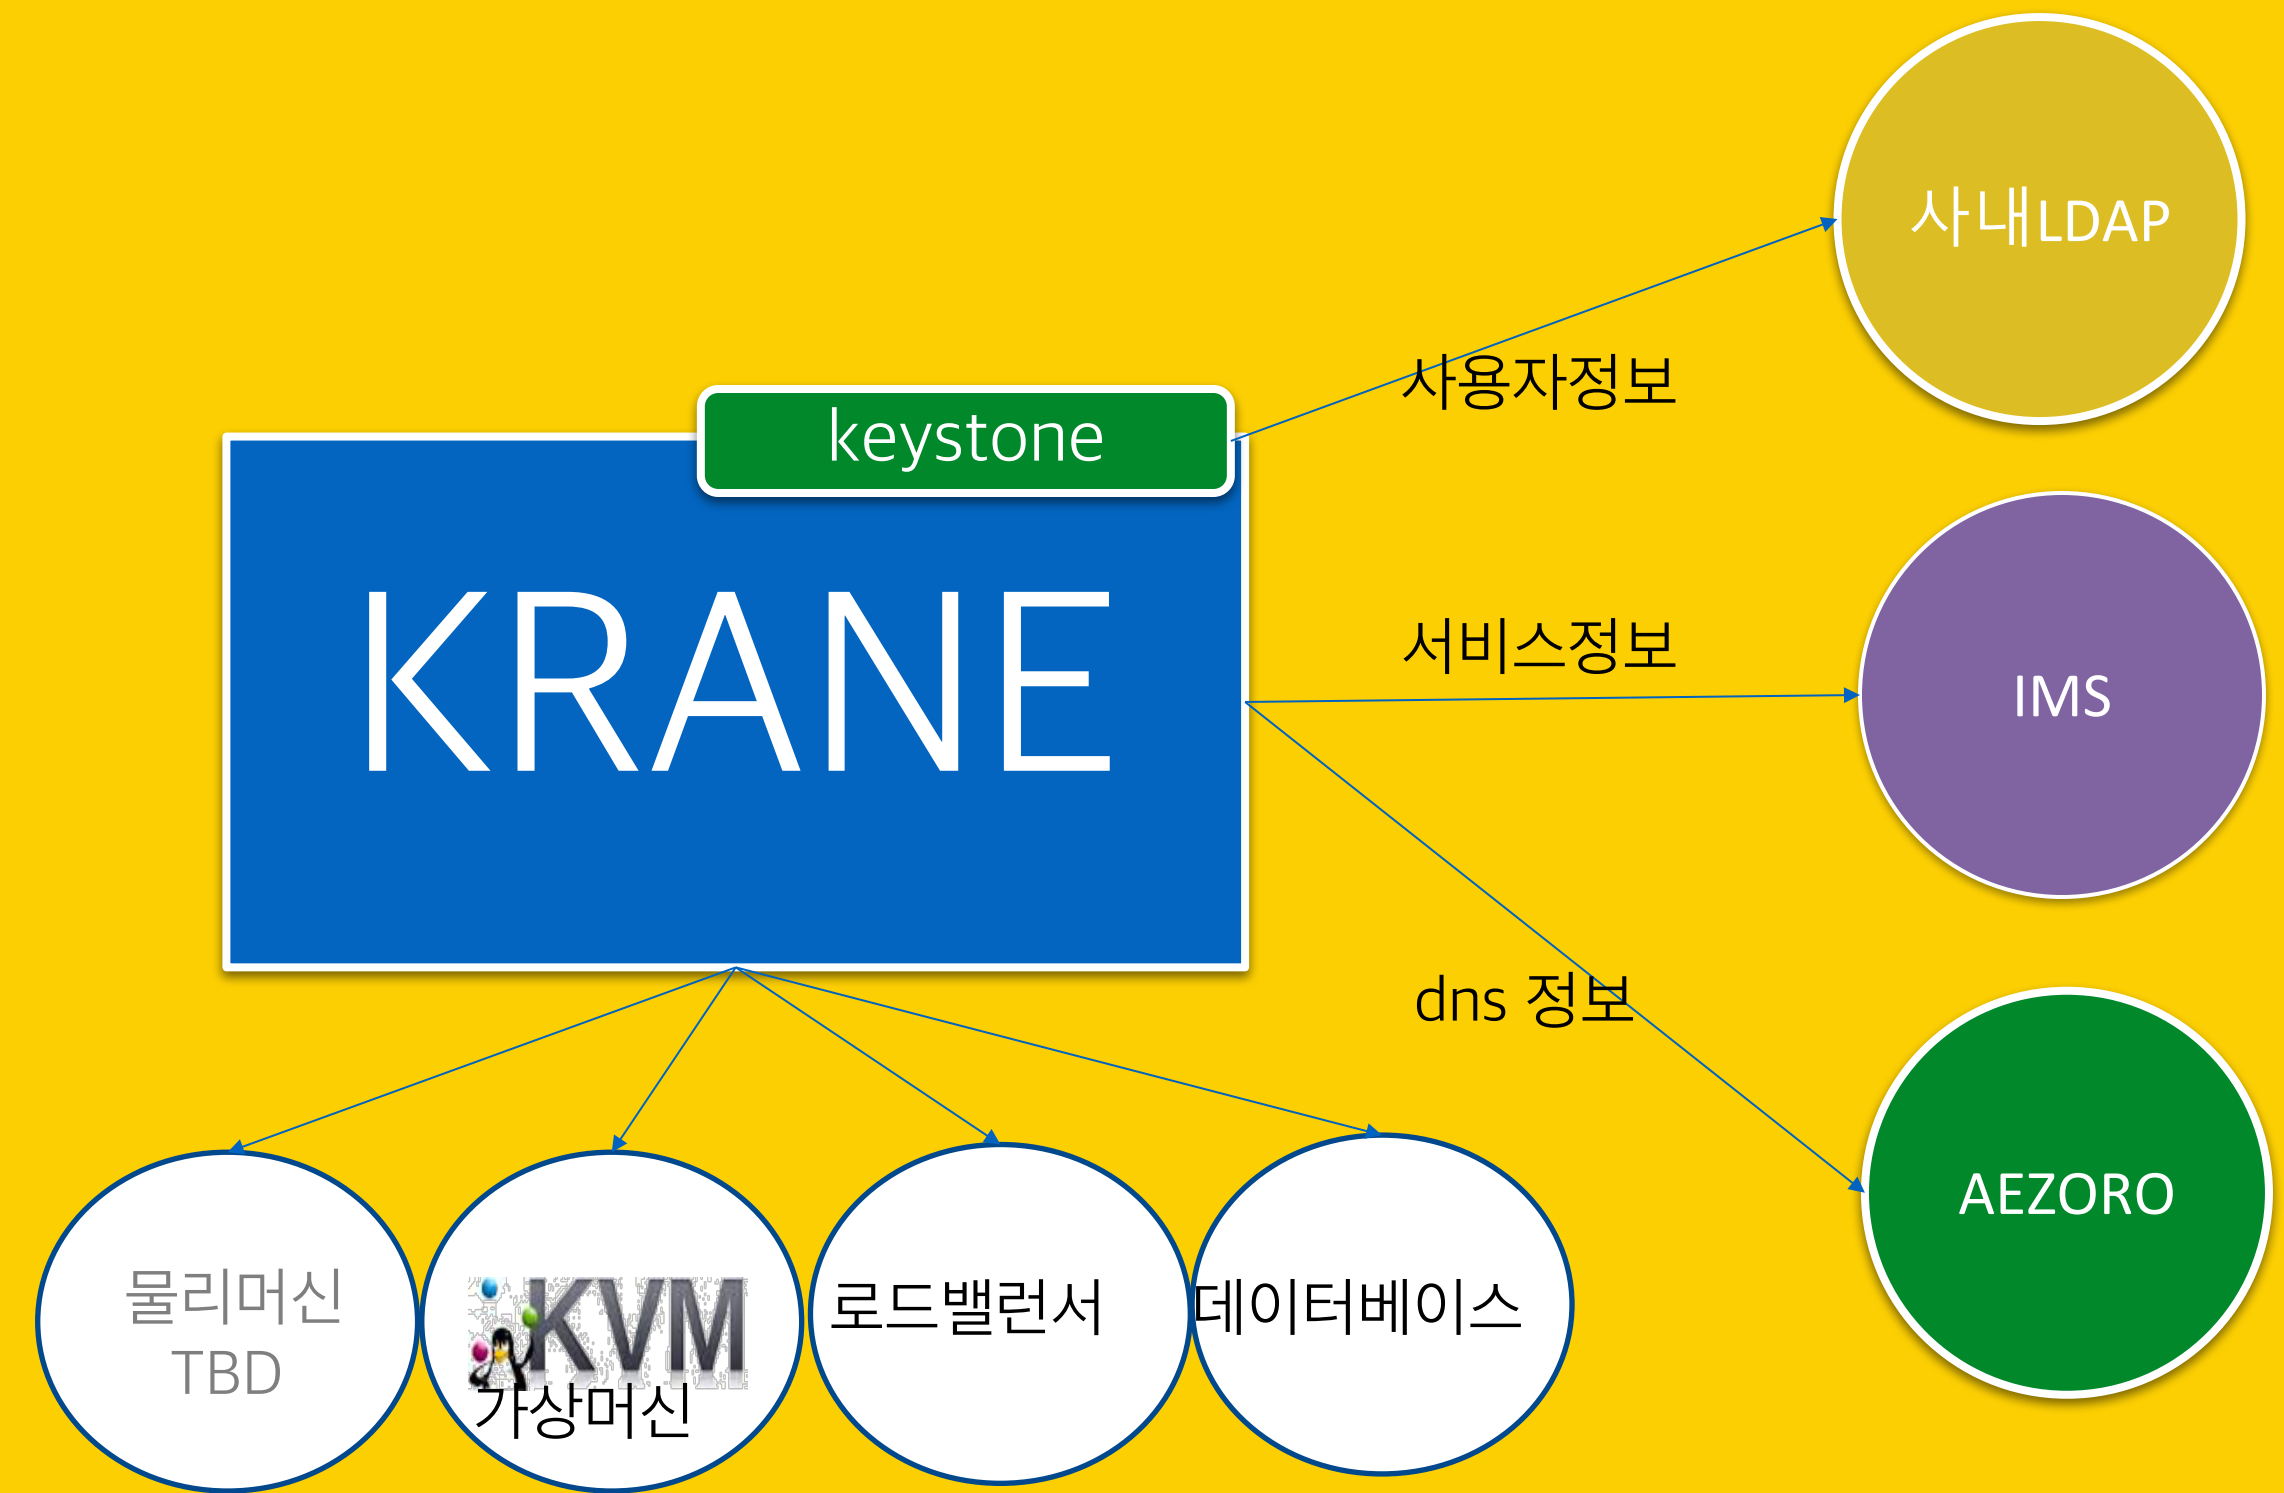 사내LDAP
사용자정보
keystone
KRANE
서비스정보
IMS
dns 정보
AEZORO
물리머신
TBD
KVM
가상머신
로드밸런서
데이터베이스